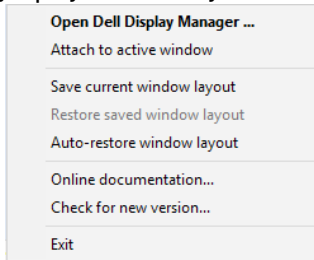 Open Dell Display Manager ...
Attach to active window
Save current window layout
Restore saved window layout
Auto-restore window layout
Online documentation...
Check for new version...
Exit